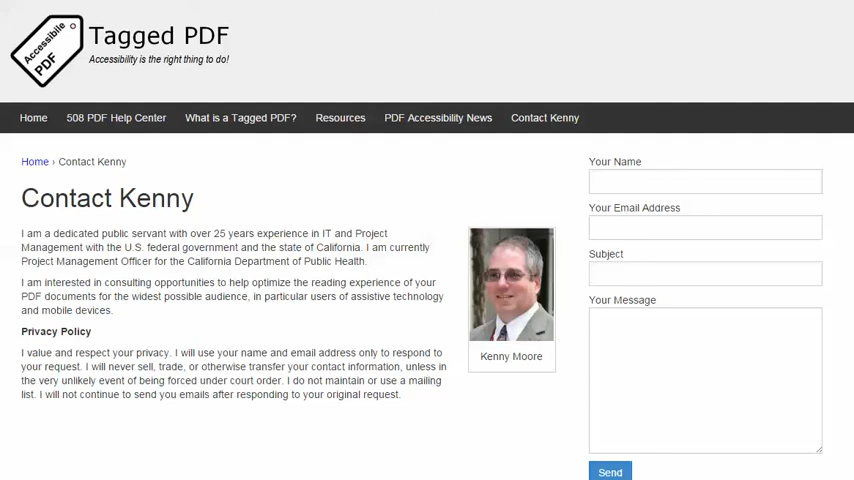 Accessibile
PDF
Tagged PDF
Accessibility is the right thing to do!
Home
508 PDF Help Center
What is a Tagged PDF?
Resources
PDF Accessibility News
Contact Kenny
Home › Contact Kenny
Contact Kenny
I am a dedicated public servant with over 25 years experience in IT and Project
Management with the U.S. federal government and the state of California. I am currently
Project Management Officer for the California Department of Public Health.
I am interested in consulting opportunities to help optimize the reading experience of your
PDF documents for the widest possible audience, in particular users of assistive technology
and mobile devices.
Privacy Policy
I value and respect your privacy. I will use your name and email address only to respond to
your request. I will never sell, trade, or otherwise transfer your contact information, unless in
the very unlikely event of being forced under court order. I do not maintain or use a mailing
list. I will not continue to send you emails after responding to your original request.
Kenny Moore
Your Name
Your Email Address
Subject
Your Message
Send